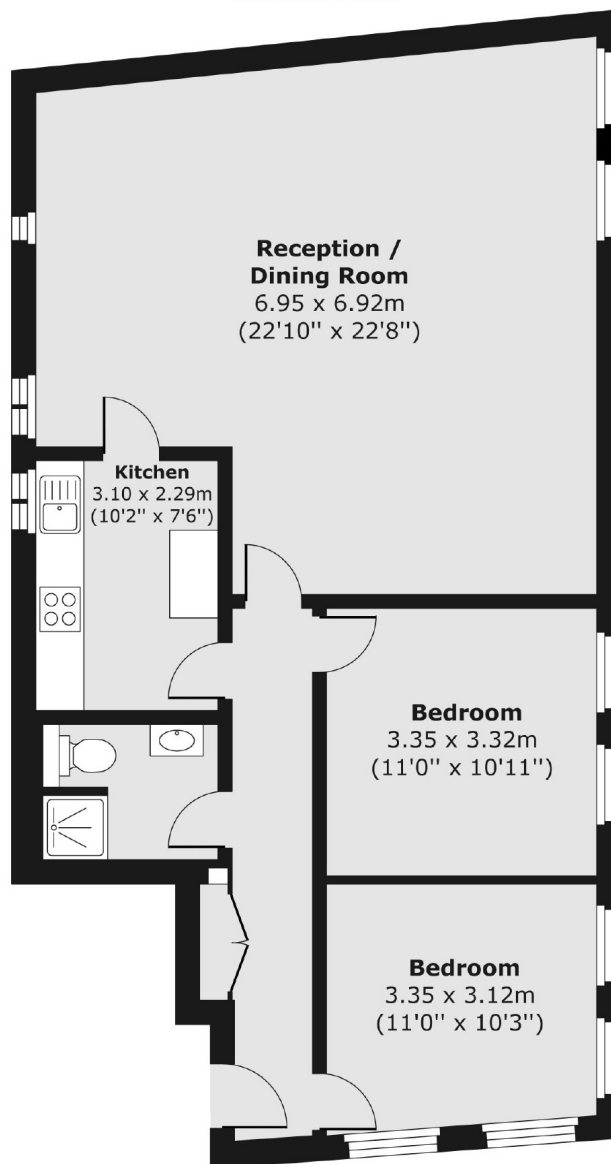 Reception /
Dining Room
6.95 x 6.92m
(22'10'' x 22'8'')
Kitchen
3.10 x 2.29m
(10'2'' x 7'6'')
Bedroom
3.35 x 3.32m
(11'0'' x 10'11'')
Bedroom
3.35 x 3.12m
(11'0'' x 10'3'')